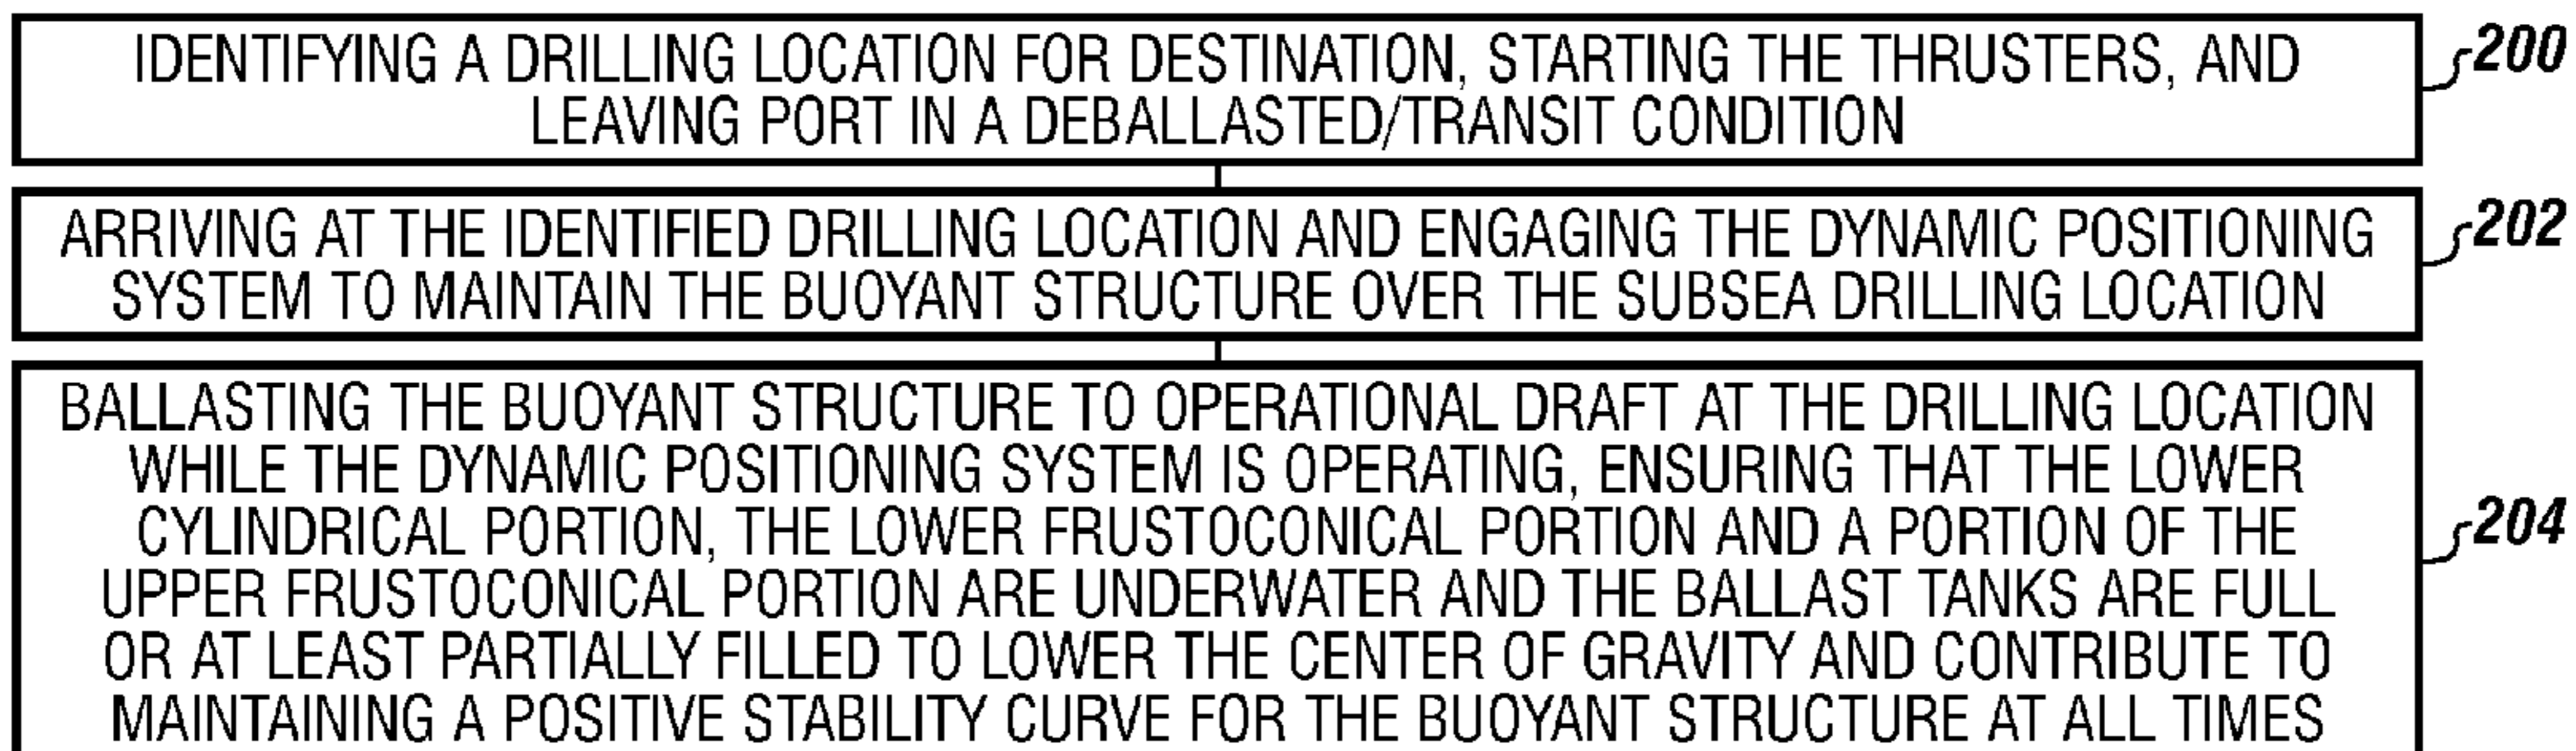 IDENTIFYING A DRILLING LOCATION FOR DESTINATION, STARTING THE THRUSTERS, AND
LEAVING PORT IN A DEBALLASTED/TRANSIT CONDITION
200
ARRIVING AT THE IDENTIFIED DRILLING LOCATION AND ENGAGING THE DYNAMIC POSITIONING
SYSTEM TO MAINTAIN THE BUOYANT STRUCTURE OVER THE SUBSEA DRILLING LOCATION
202
BALLASTING THE BUOYANT STRUCTURE TO OPERATIONAL DRAFT AT THE DRILLING LOCATION
WHILE THE DYNAMIC POSITIONING SYSTEM IS OPERATING, ENSURING THAT THE LOWER
CYLINDRICAL PORTION, THE LOWER FRUSTOCONICAL PORTION AND A PORTION OF THE
UPPER FRUSTOCONICAL PORTION ARE UNDERWATER AND THE BALLAST TANKS ARE FULL
OR AT LEAST PARTIALLY FILLED TO LOWER THE CENTER OF GRAVITY AND CONTRIBUTE TO
MAINTAINING A POSITIVE STABILITY CURVE FOR THE BUOYANT STRUCTURE AT ALL TIMES
204